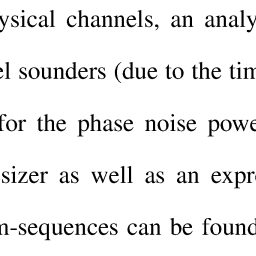 ysical channels, an analy
el sounders (due to the tim
for the phase noise powe
sizer as well as an expr
m-sequences can be found